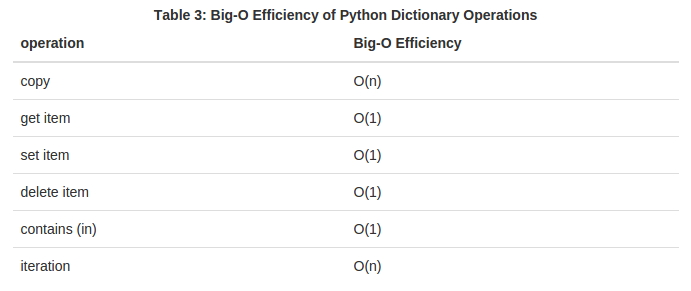 Table 3: Big-O Efficiency of Python Dictionary Operations
operation Big-O Efficiency
copy O(n)
get item O(1)
set item O(1)
delete item O(1)
contains (in) O(1)
iteration O(n)